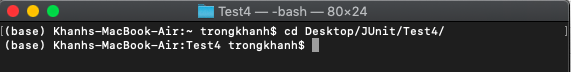 Test4 — -bash — 80×24
[(base) Khanhs-MacBook-Air:~ trongkhanh$ cd Desktop/JUnit/Test4/ ]
(base) Khanhs-MacBook-Air:Test4 trongkhanh$